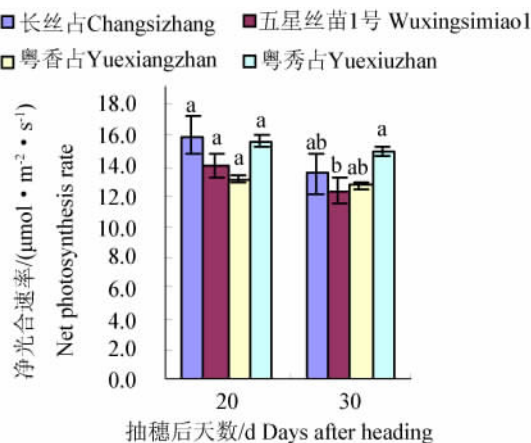 长丝占Changsizhang 五星丝苗1号 Wuxingsimiao1
粤香占Yuexiangzhan 粤秀占Yuexiuzhan
净光合速率/(μmol·m⁻²·s⁻¹)
Net photosynthesis rate
18.0
16.0
14.0
12.0
10.0
8.0
6.0
4.0
2.0
0.0
a a a a
ab b ab a
20 30
抽穗后天数/d Days after heading